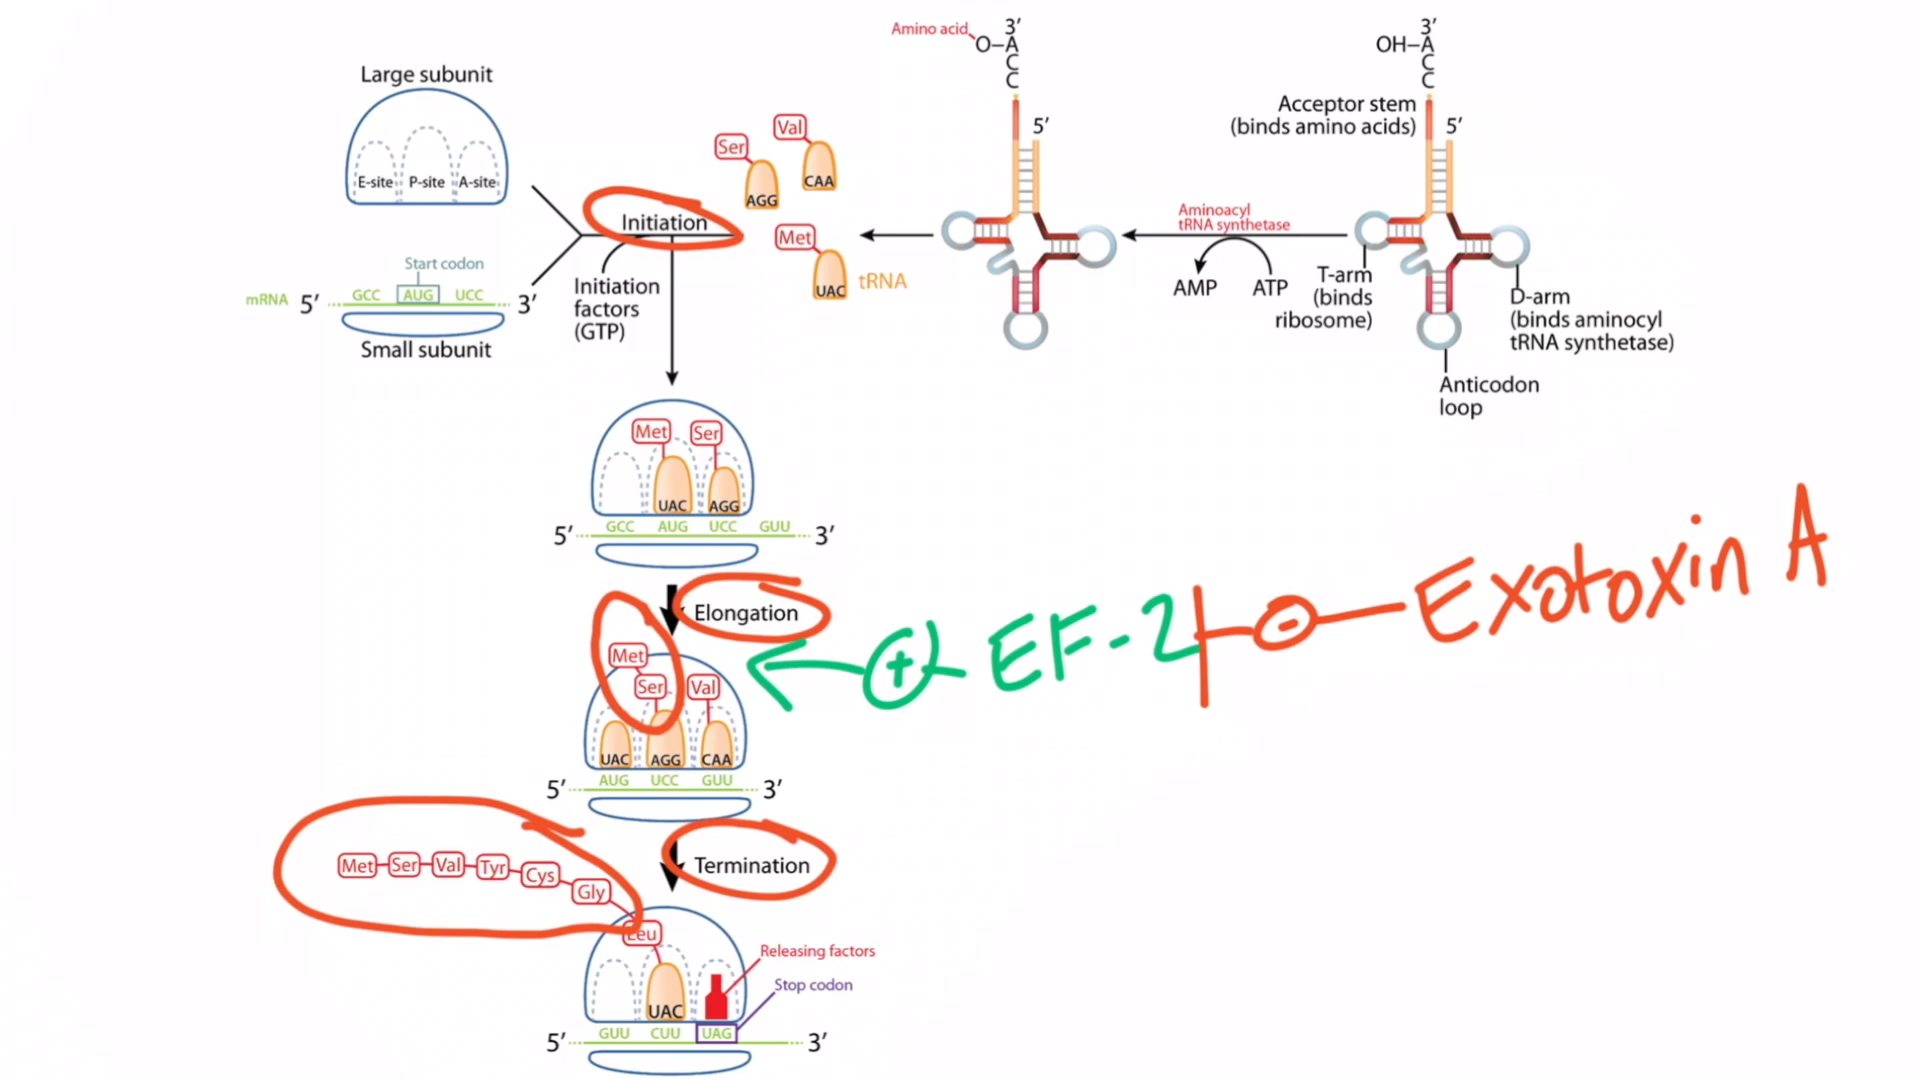 Large subunit
E-site P-site A-site
mRNA 5′ GCC AUG UCC 3′
Start codon
Small subunit
Initiation
Initiation
factors
(GTP)
Ser
AGG
Val
CAA
Met
UAC
tRNA
Amino acid
3′
O–A
C
C
5′
Aminoacyl
tRNA synthetase
AMP ATP
3′
OH–A
C
C
5′
Acceptor stem
(binds amino acids)
T-arm
(binds
ribosome)
D-arm
(binds aminocyl
tRNA synthetase)
Anticodon
loop
Met Ser
UAC AGG
5′ GCC AUG UCC GUU 3′
Elongation
EF-2
+
-
Exotoxin A
Met
Ser Val
UAC AGG CAA
5′ AUG UCC GUU 3′
Termination
Met Ser Val Tyr Cys Gly
Leu
Releasing factors
Stop codon
UAC
5′ GUU CUU UAG 3′